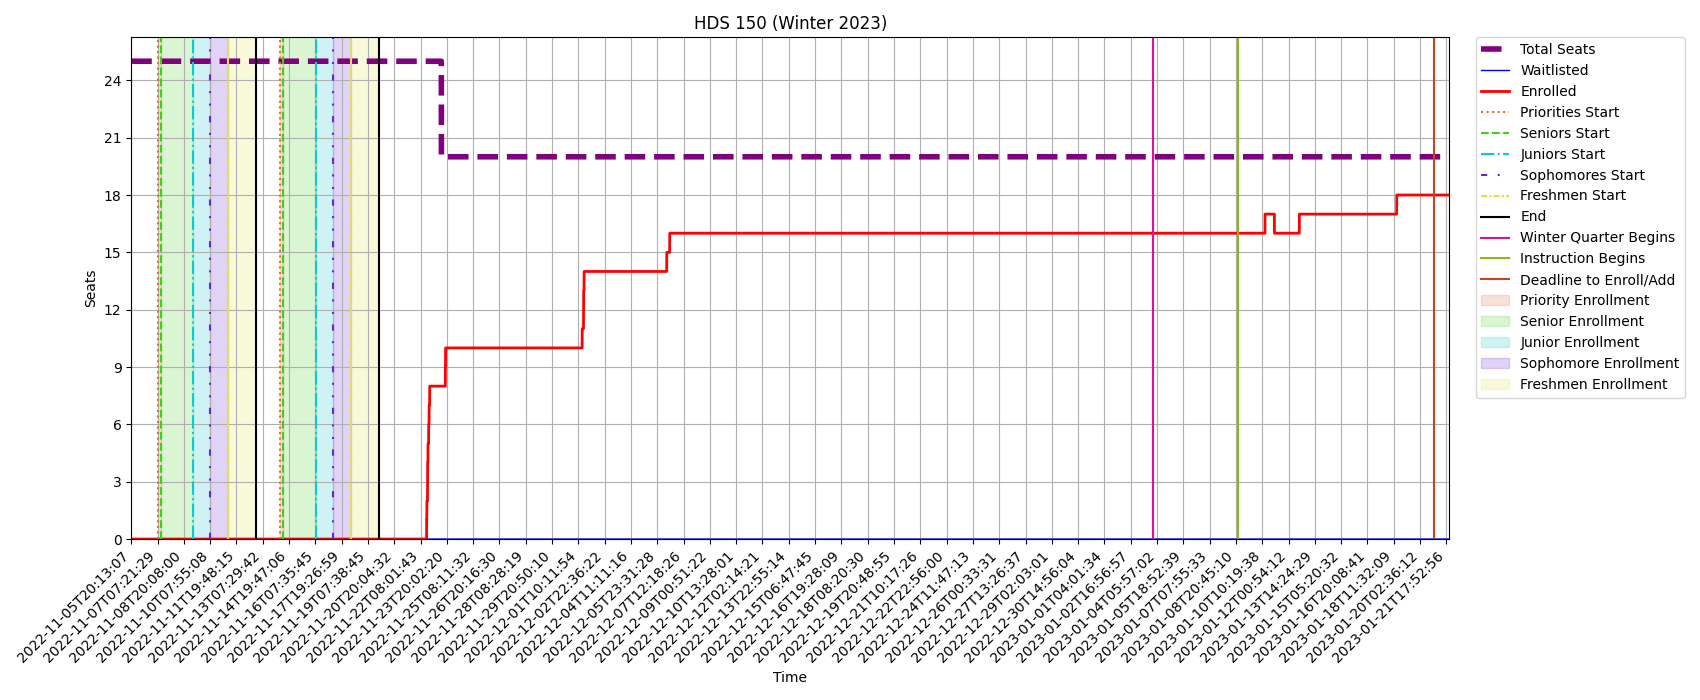 HDS 150 (Winter 2023)
Seats
24
21
18
15
12
9
6
3
0
2022-11-05T20:13:07
2022-11-07T07:21:29
2022-11-08T20:08:00
2022-11-10T07:55:08
2022-11-11T19:48:15
2022-11-13T07:29:42
2022-11-14T19:47:06
2022-11-16T07:35:45
2022-11-17T19:26:59
2022-11-19T07:38:45
2022-11-20T20:04:32
2022-11-22T08:01:43
2022-11-23T20:02:20
2022-11-25T08:11:32
2022-11-26T20:16:30
2022-11-28T08:28:19
2022-11-29T20:50:10
2022-12-01T10:11:54
2022-12-02T22:36:22
2022-12-04T11:11:16
2022-12-05T23:31:28
2022-12-07T12:18:26
2022-12-09T00:51:22
2022-12-10T13:28:01
2022-12-12T02:14:21
2022-12-13T22:55:14
2022-12-15T06:47:45
2022-12-16T19:28:09
2022-12-18T08:20:30
2022-12-19T20:48:55
2022-12-21T10:17:26
2022-12-22T22:56:00
2022-12-24T11:47:13
2022-12-26T00:33:31
2022-12-27T13:26:37
2022-12-29T02:03:01
2022-12-30T14:56:04
2023-01-01T04:01:34
2023-01-02T16:56:57
2023-01-04T05:57:02
2023-01-05T18:52:39
2023-01-07T07:55:33
2023-01-08T20:45:10
2023-01-10T10:19:38
2023-01-12T00:54:12
2023-01-13T14:24:29
2023-01-15T05:20:32
2023-01-16T20:08:41
2023-01-18T11:32:09
2023-01-20T02:36:12
2023-01-21T17:52:56
Time
Total Seats
Waitlisted
Enrolled
Priorities Start
Seniors Start
Juniors Start
Sophomores Start
Freshmen Start
End
Winter Quarter Begins
Instruction Begins
Deadline to Enroll/Add
Priority Enrollment
Senior Enrollment
Junior Enrollment
Sophomore Enrollment
Freshmen Enrollment